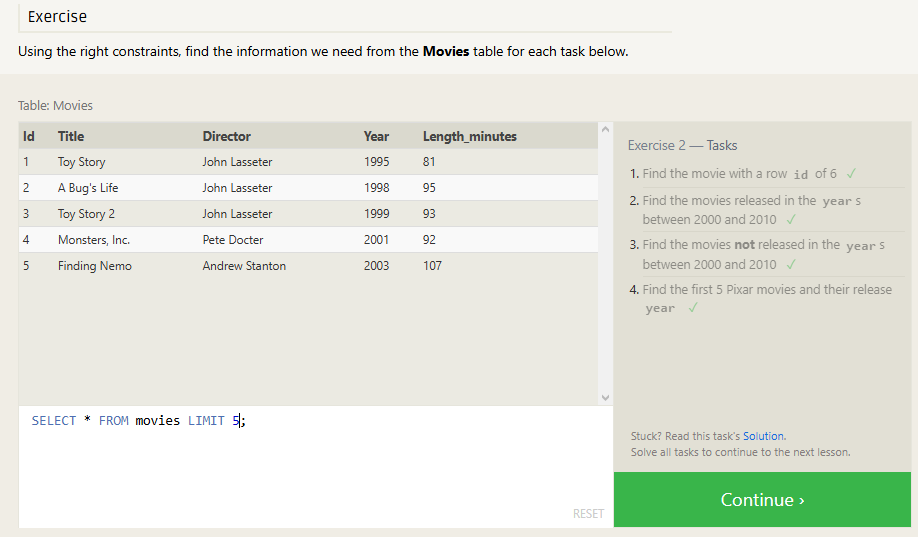 Exercise
Using the right constraints, find the information we need from the Movies table for each task below.
Table: Movies
Id Title Director Year Length_minutes
1 Toy Story John Lasseter 1995 81
2 A Bug's Life John Lasseter 1998 95
3 Toy Story 2 John Lasseter 1999 93
4 Monsters, Inc. Pete Docter 2001 92
5 Finding Nemo Andrew Stanton 2003 107
SELECT * FROM movies LIMIT 5;
RESET
Exercise 2 — Tasks
1. Find the movie with a row id of 6 ✓
2. Find the movies released in the year s
between 2000 and 2010 ✓
3. Find the movies not released in the year s
between 2000 and 2010 ✓
4. Find the first 5 Pixar movies and their release
year ✓
Stuck? Read this task's Solution.
Solve all tasks to continue to the next lesson.
Continue ›